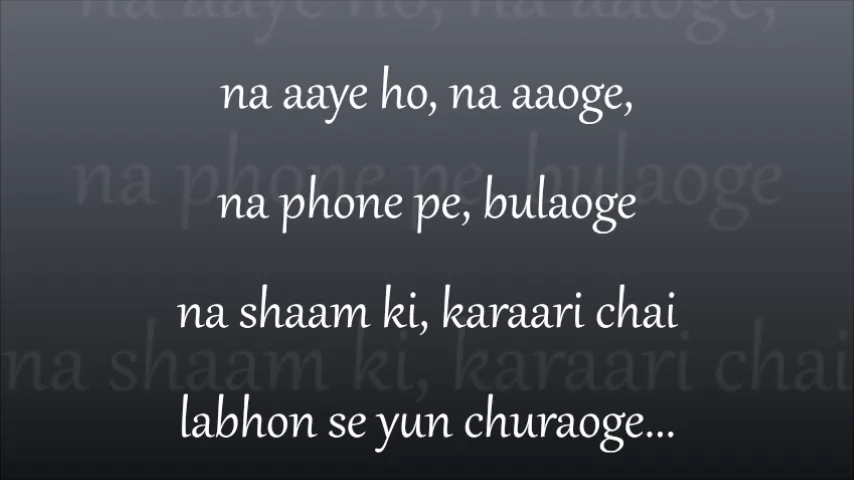 na aaye ho, na aaoge,
na phone pe, bulaoge
na shaam ki, karaari chai
labhon se yun churaoge...